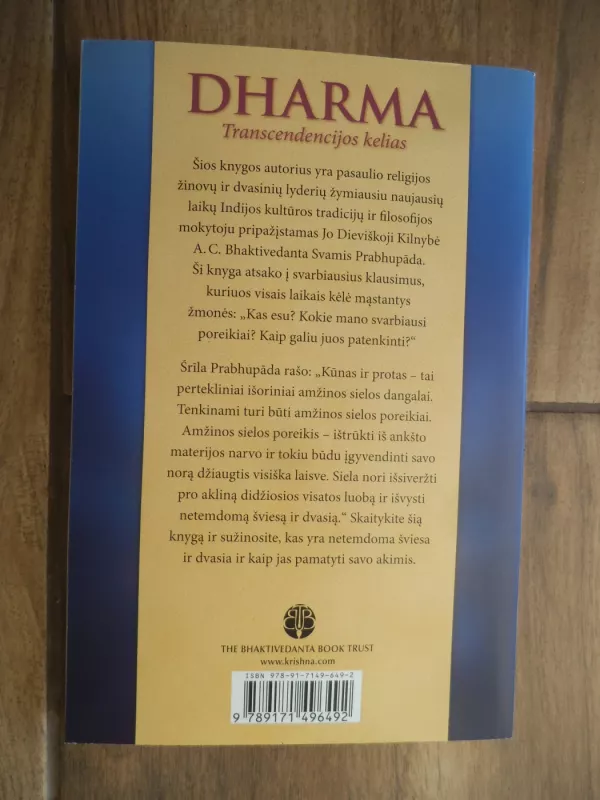 DHARMA
Transcendencijos kelias
Šios knygos autorius yra pasaulio religijos
žinovų ir dvasinių lyderių žymiausiu naujausių
laikų Indijos kultūros tradicijų ir filosofijos
mokytoju pripažįstamas Jo Dieviškoji Kilnybė
A. C. Bhaktivedanta Svamis Prabhupāda.
Ši knyga atsako į svarbiausius klausimus,
kuriuos visais laikais kėlė mąstantys
žmonės: „Kas esu? Kokie mano svarbiausi
poreikiai? Kaip galiu juos patenkinti?“
Śrīla Prabhupāda rašo: „Kūnas ir protas – tai
pertekliniai išoriniai amžinos sielos dangalai.
Tenkinami turi būti amžinos sielos poreikiai.
Amžinos sielos poreikis – ištrūkti iš ankšto
materijos narvo ir tokiu būdu įgyvendinti savo
norą džiaugtis visiška laisve. Siela nori išsiveržti
pro akliną didžiosios visatos luobą ir išvysti
netemdomą šviesą ir dvasią.“ Skaitykite šią
knygą ir sužinosite, kas yra netemdoma šviesa
ir dvasia ir kaip jas pamatyti savo akimis.
BTB
THE BHAKTIVEDANTA BOOK TRUST
www.krishna.com
ISBN 978-91-7149-649-2
9 789171 496492